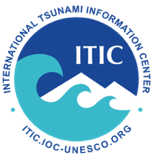 INTERNATIONAL TSUNAMI INFORMATION CENTER
ITIC
ITIC.IOC-UNESCO.ORG